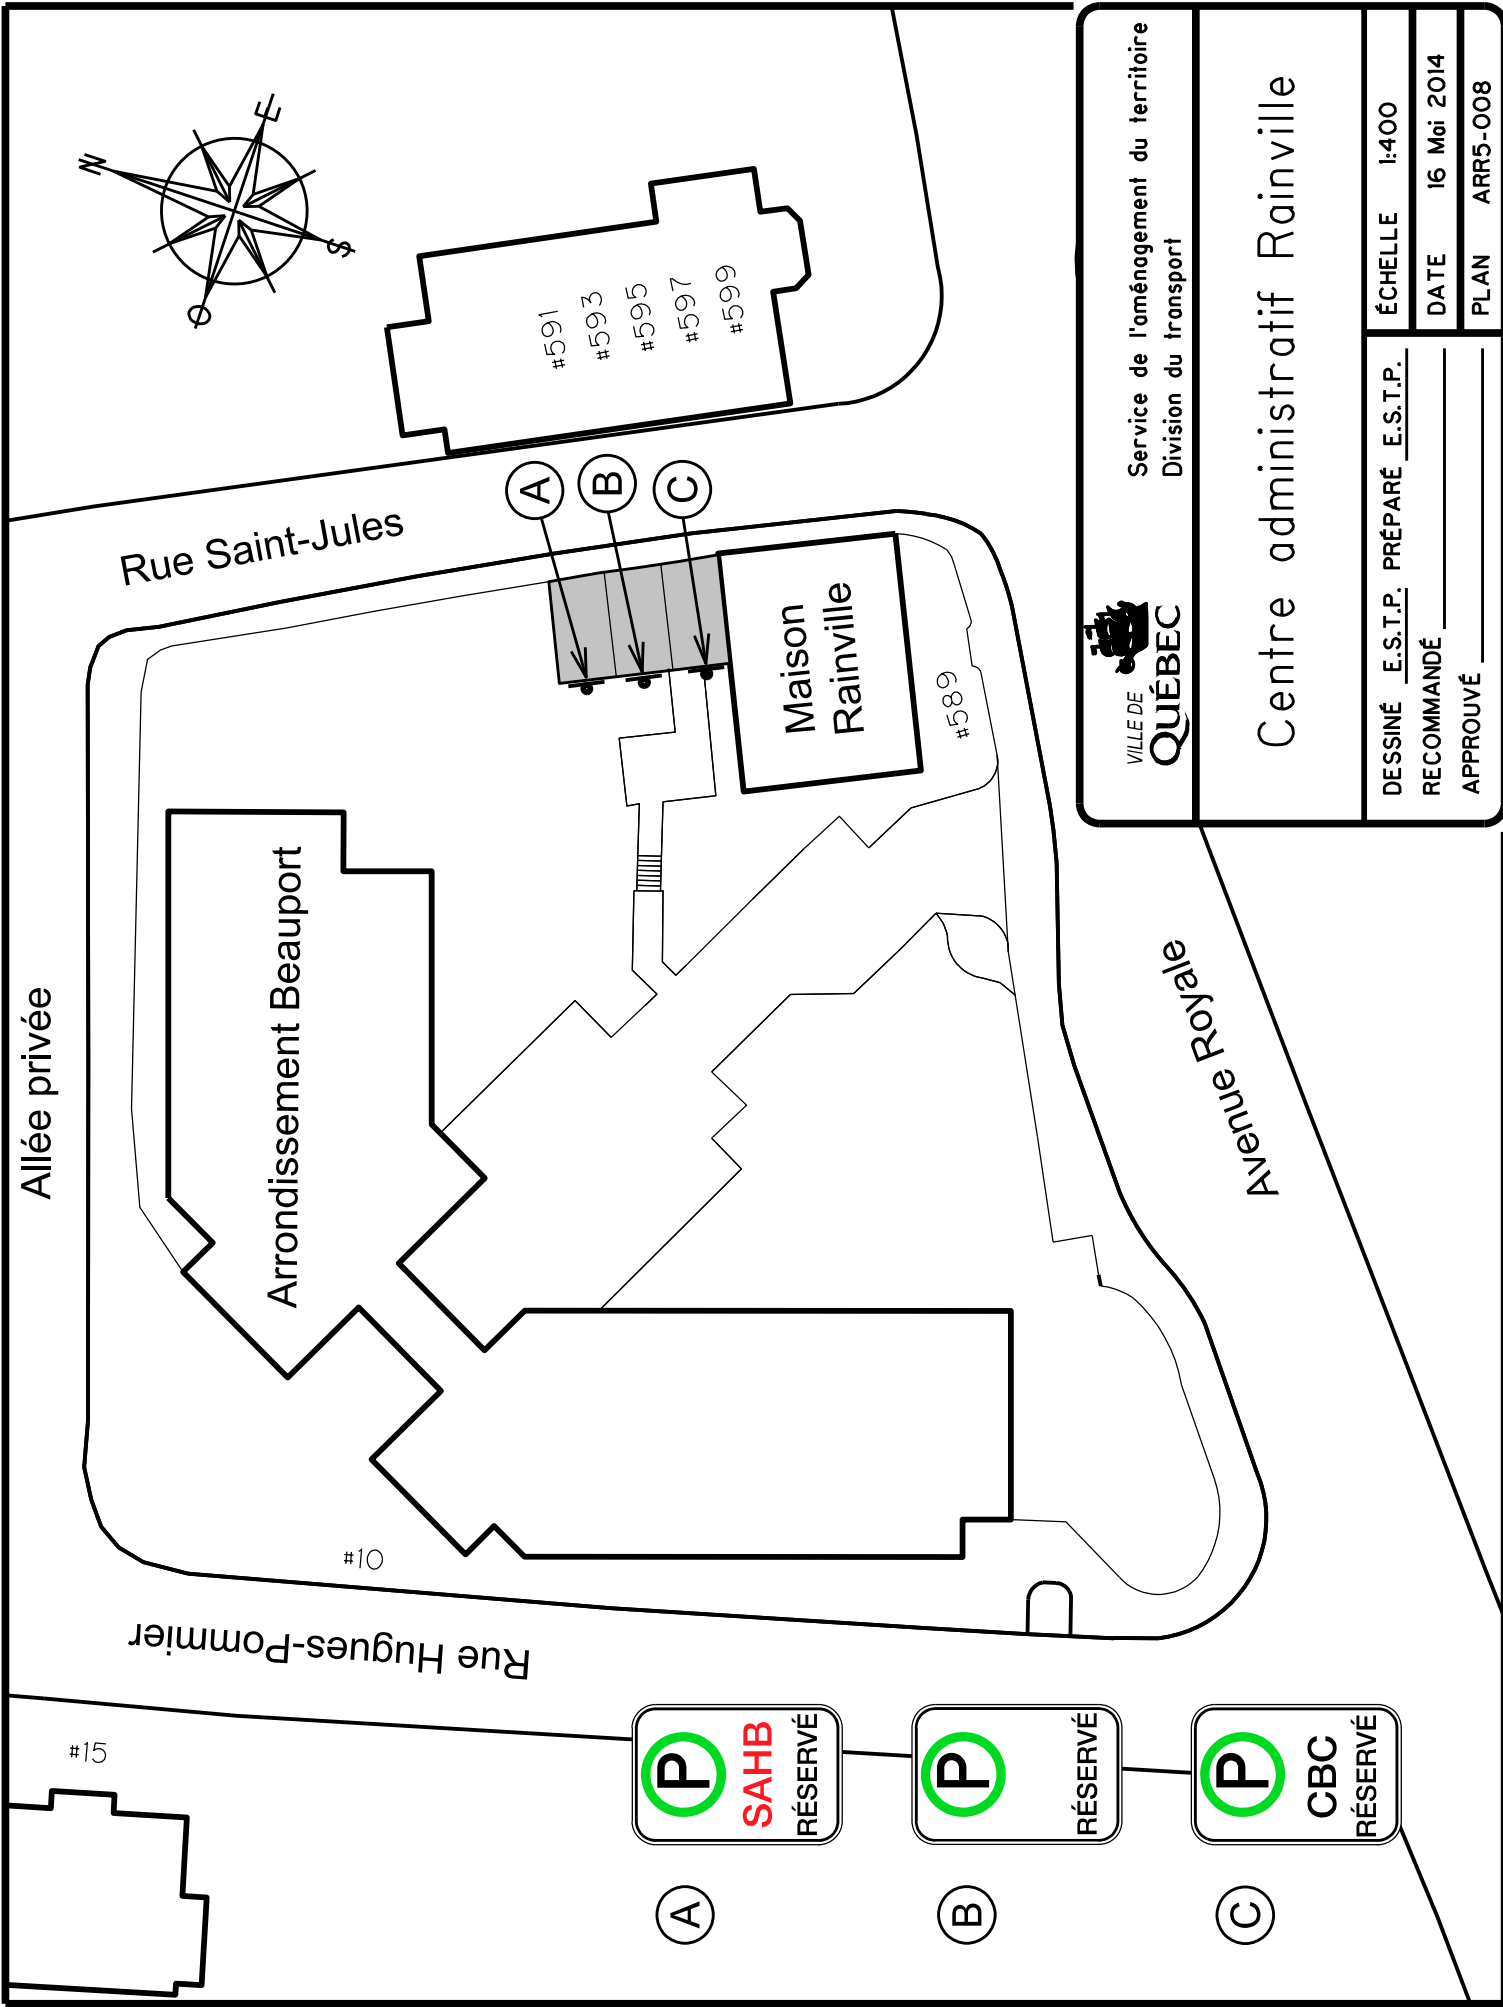 Allée privée
Rue Saint-Jules
Arrondissement Beauport
Maison
Rainville
#589
#591
#593
#595
#597
#599
N
E
S
O
A
B
C
Avenue Royale
Rue Hugues-Pommier
#10
#15
A
P
SAHB
RÉSERVÉ
B
P
RÉSERVÉ
C
P
CBC
RÉSERVÉ
VILLE DE
QUÉBEC
Service de l'aménagement du territoire
Division du transport
Centre administratif Rainville
DESSINÉ E.S.T.P. PRÉPARÉ E.S.T.P.
RECOMMANDÉ
APPROUVÉ
ÉCHELLE 1:400
DATE 16 Mai 2014
PLAN ARR5-008